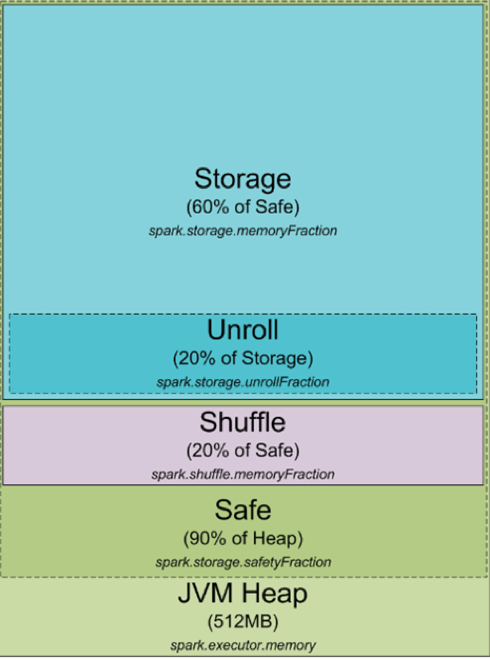 Storage
(60% of Safe)
spark.storage.memoryFraction
Unroll
(20% of Storage)
spark.storage.unrollFraction
Shuffle
(20% of Safe)
spark.shuffle.memoryFraction
Safe
(90% of Heap)
spark.storage.safetyFraction
JVM Heap
(512MB)
spark.executor.memory